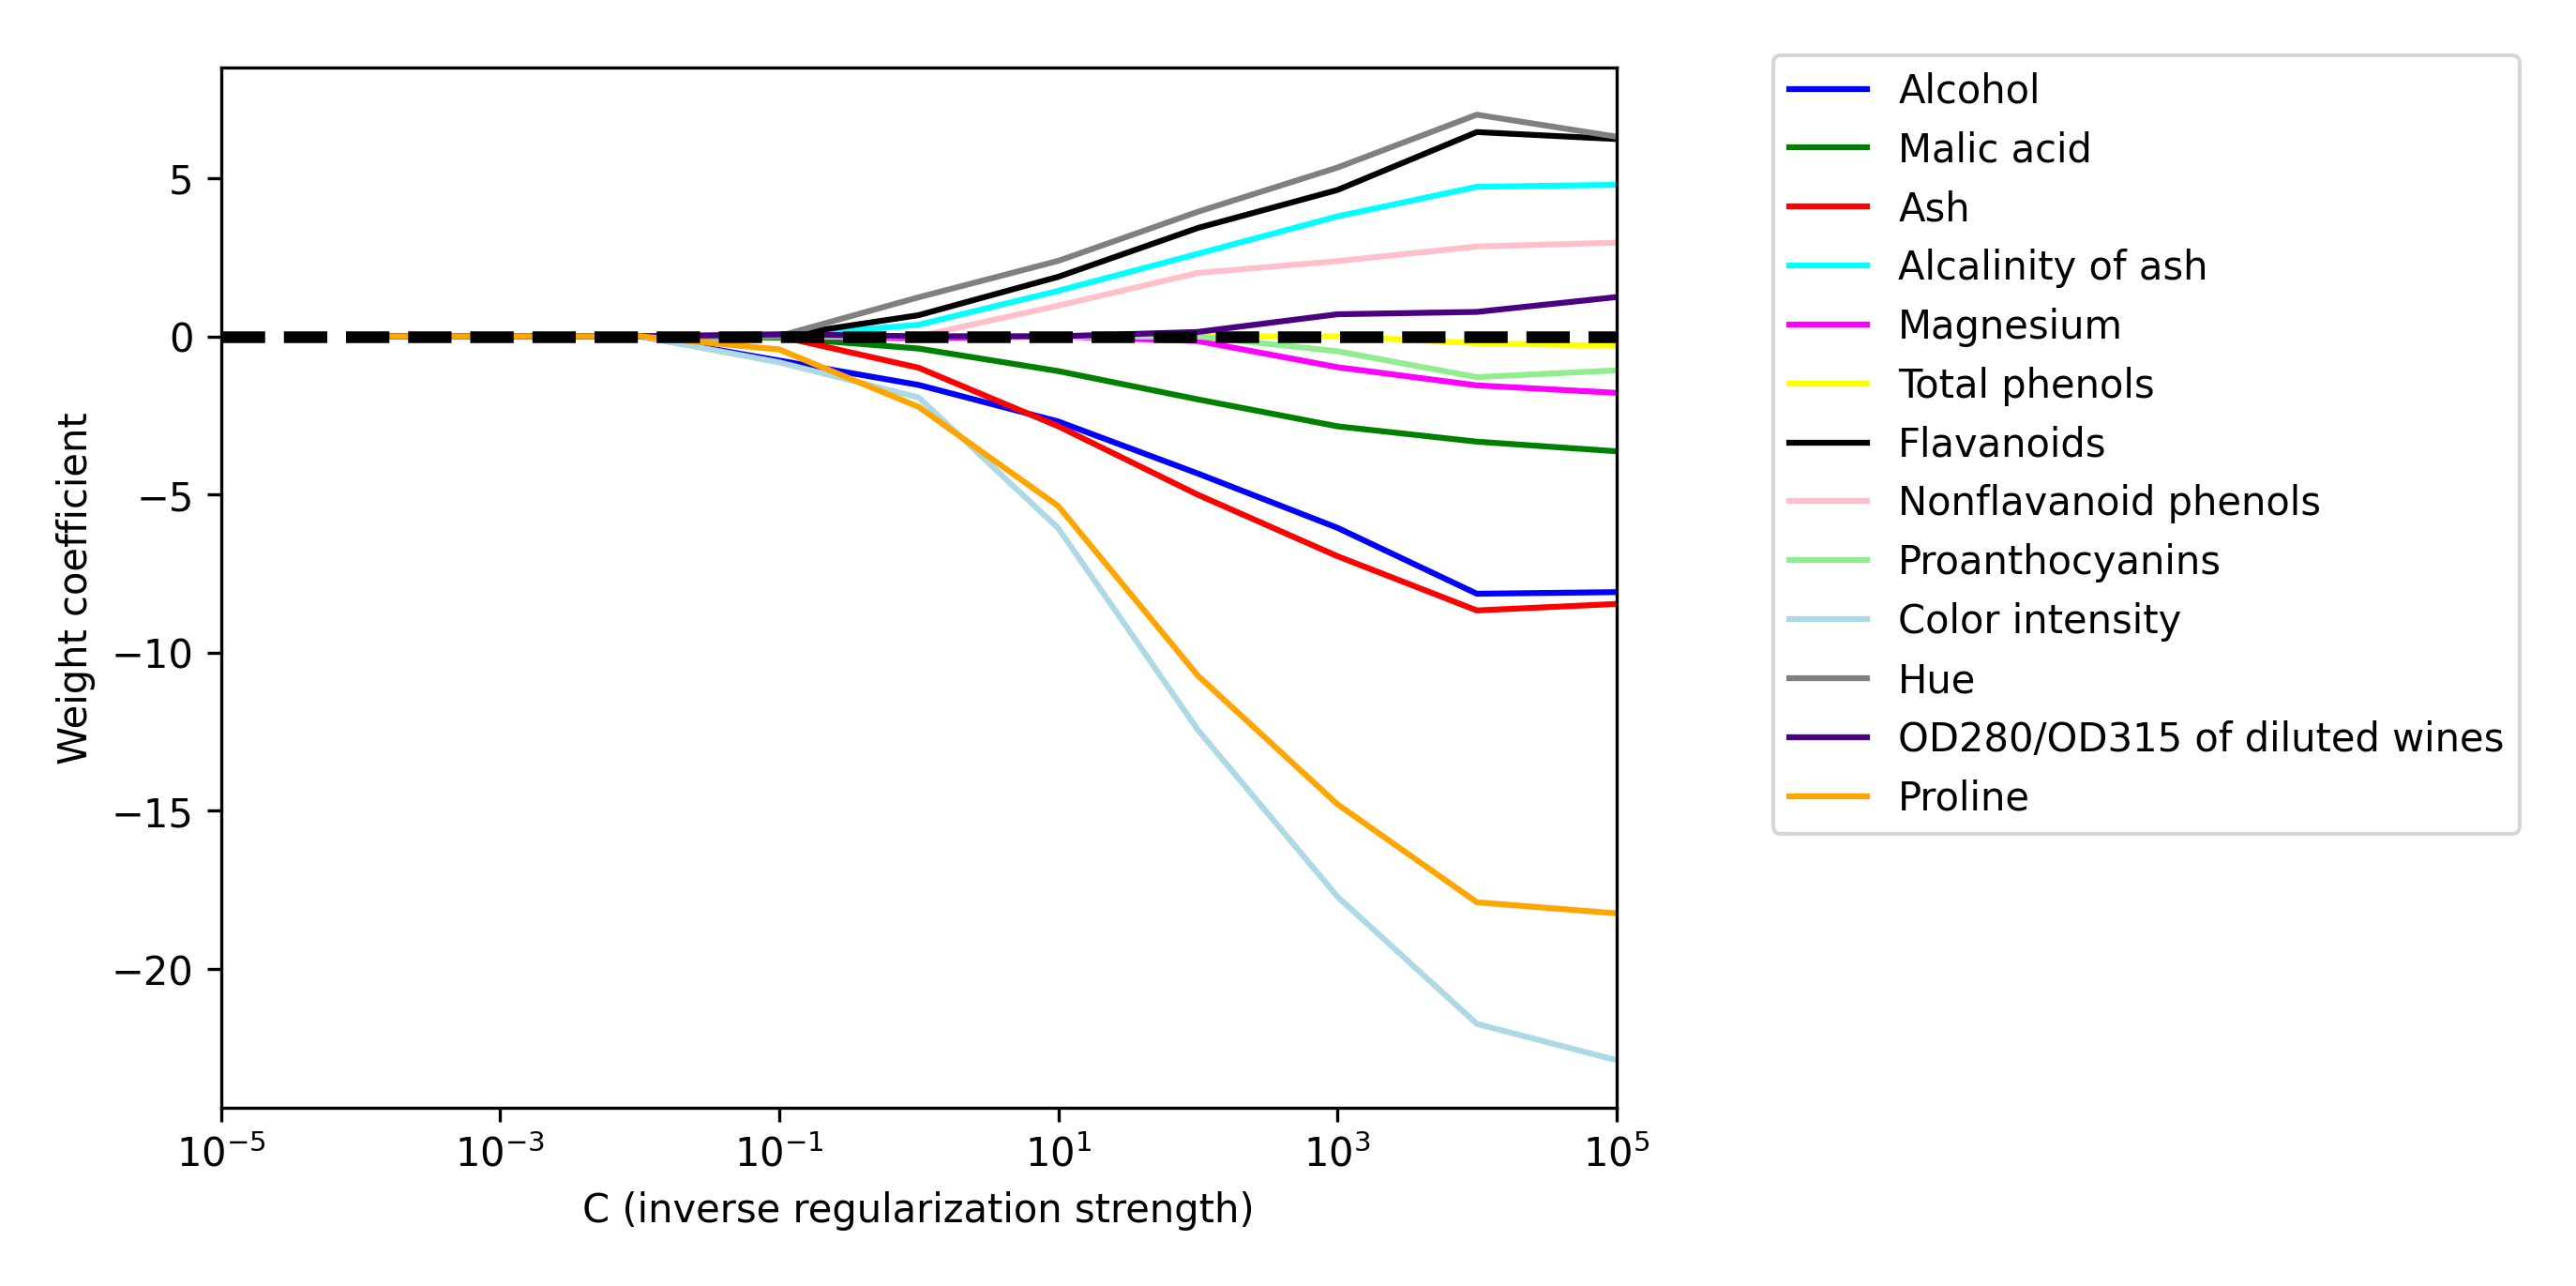 5
0
−5
−10
−15
−20
Weight coefficient
10⁻⁵ 10⁻³ 10⁻¹ 10¹ 10³ 10⁵
C (inverse regularization strength)
Alcohol
Malic acid
Ash
Alcalinity of ash
Magnesium
Total phenols
Flavanoids
Nonflavanoid phenols
Proanthocyanins
Color intensity
Hue
OD280/OD315 of diluted wines
Proline